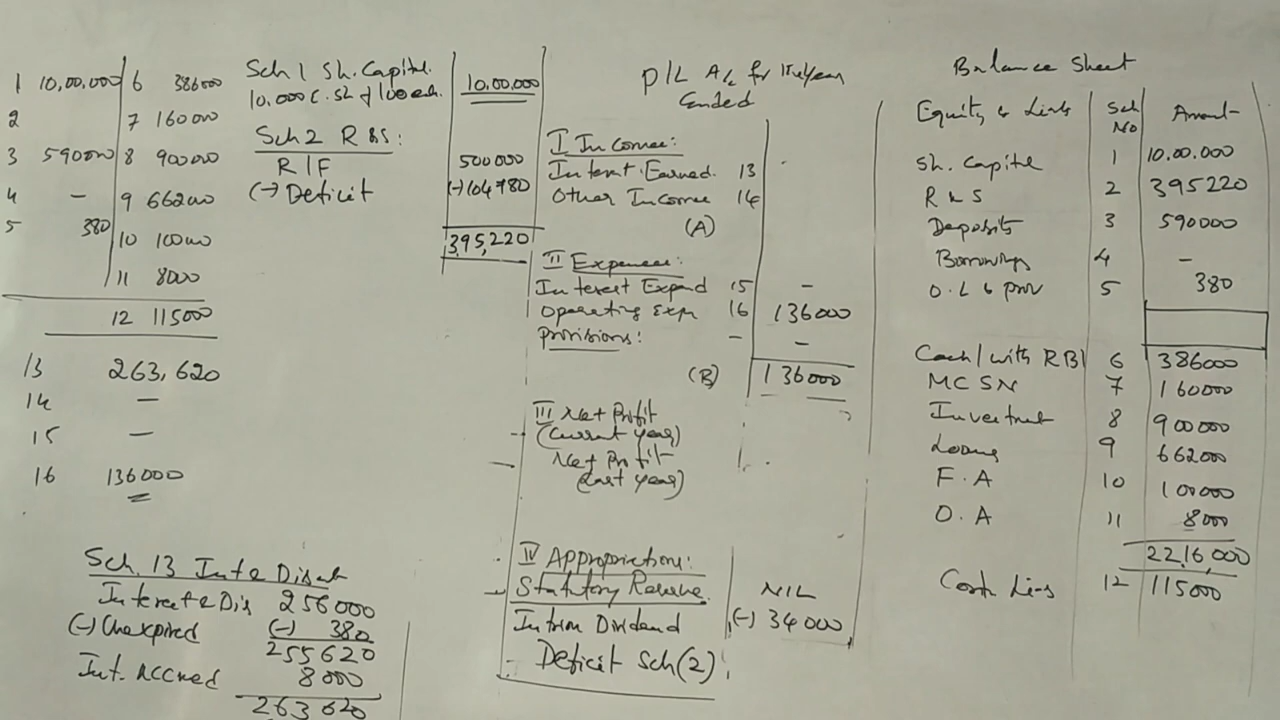 1 10,00,000 6 386000
2 7 160000
3 590000 8 900000
4 - 9 662000
5 380 10 10000
11 8000
12 115000
13 263,620
14 -
15 -
16 136000
Sch. 13 Int & Disct
Interest & Dis 256000
(-) Unexpired (-) 380
255620
Int. Accrued 8000
263620
Sch 1 Sh. Capital.
10,000 E. Sh of 100 each. 10,00,000
Sch 2 R & S:
R/F 500000
(-) Deficit (-) 104780
395,220
P/L A/c for the year
Ended
I Income:
Interest Earned. 13
Other Income 14
(A)
II Expenses:
Interest Expend 15 -
Operating Exp 16 136000
Provisions: - -
(B) 136000
III Net Profit
(Current year)
Net Profit
(Last year)
IV Appropriations:
Statutory Reserve NIL
Intrim Dividend (-) 34000
Deficit Sch(2)
Balance Sheet
Equity & Liabs Sch No Amount
Sh. Capital 1 10.00.000
R & S 2 395220
Deposits 3 590000
Borrowings 4 -
O.L & prov 5 380
Cash/with RBI 6 386000
MCSN 7 160000
Investment 8 900000
Loans 9 662000
F.A 10 100000
O.A 11 8000
22,16,000
Cont Liabs 12 115000